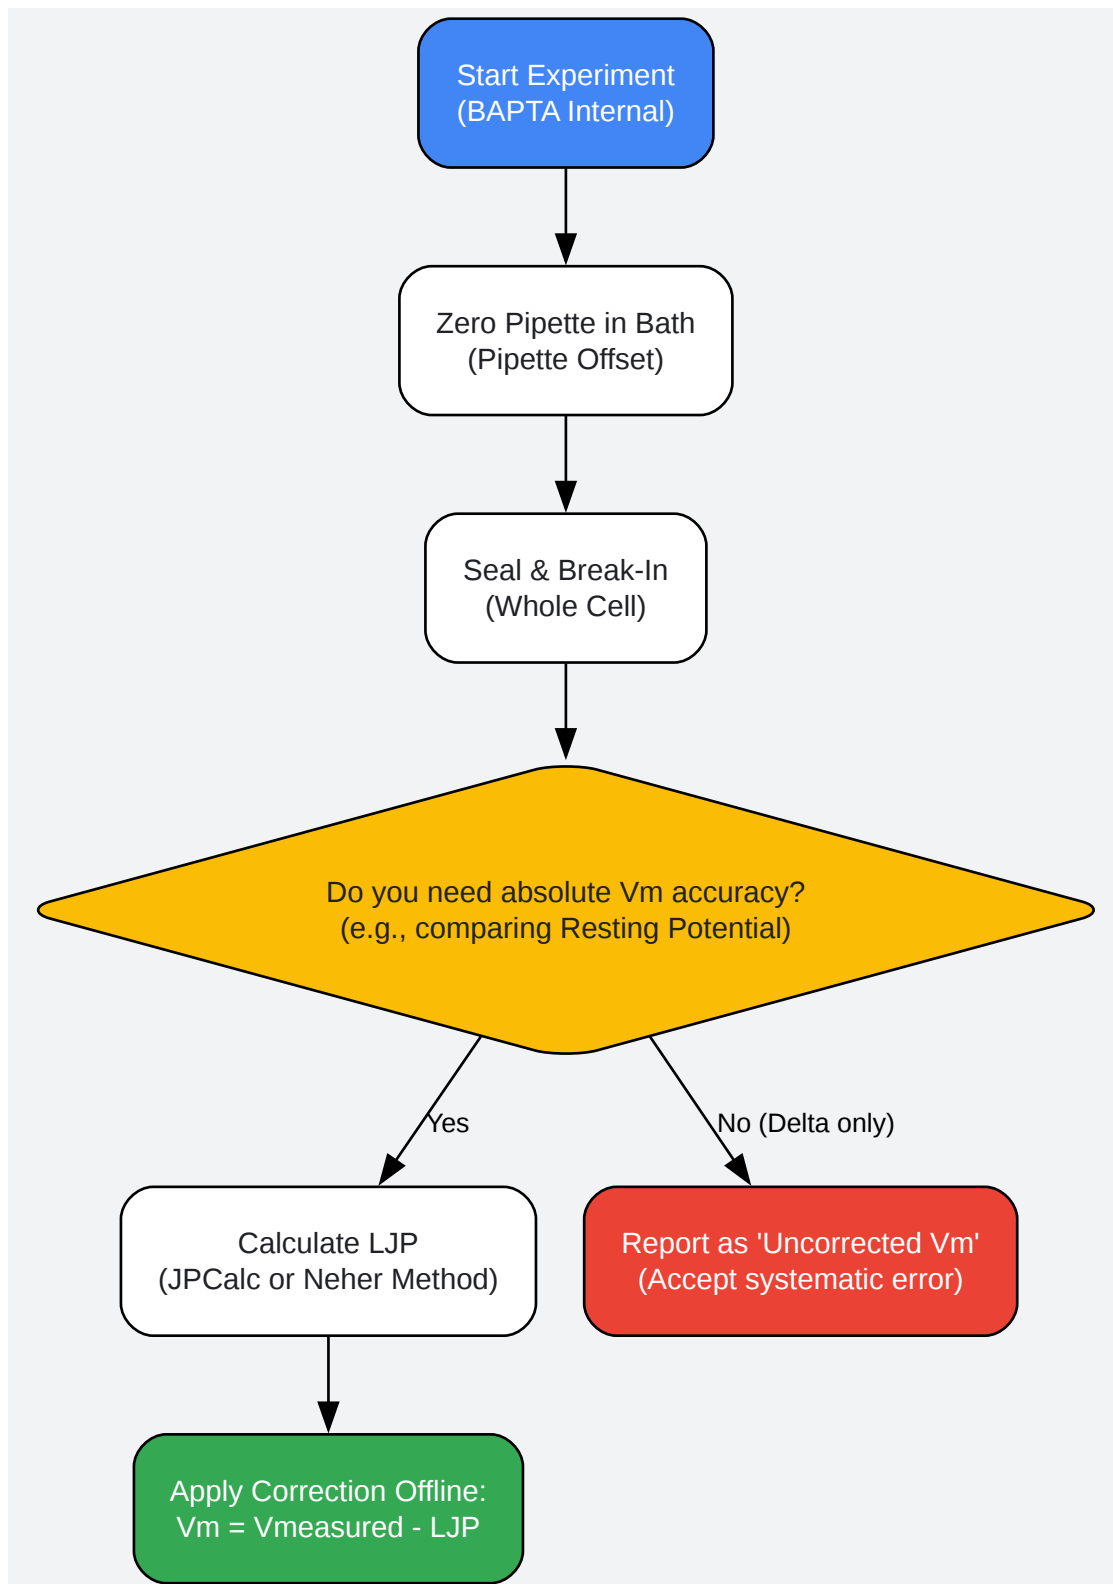 Start Experiment
(BAPTA Internal)
Zero Pipette in Bath
(Pipette Offset)
Seal & Break-In
(Whole Cell)
Do you need absolute Vm accuracy?
(e.g., comparing Resting Potential)
Yes
No (Delta only)
Calculate LJP
(JPCalc or Neher Method)
Report as 'Uncorrected Vm'
(Accept systematic error)
Apply Correction Offline:
Vm = Vmeasured - LJP